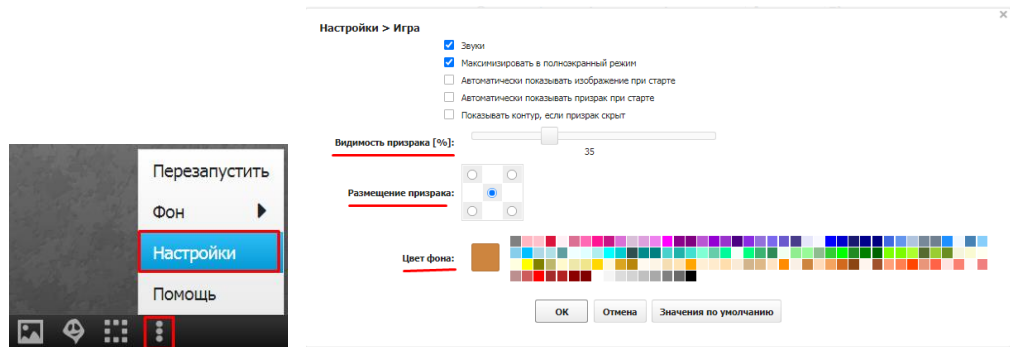 Перезапустить
Фон
Настройки
Помощь
Настройки > Игра
Звуки
Максимизировать в полноэкранный режим
Автоматически показывать изображение при старте
Автоматически показывать призрак при старте
Показывать контур, если призрак скрыт
Видимость призрака [%]:
35
Размещение призрака:
Цвет фона:
ОК Отмена Значения по умолчанию